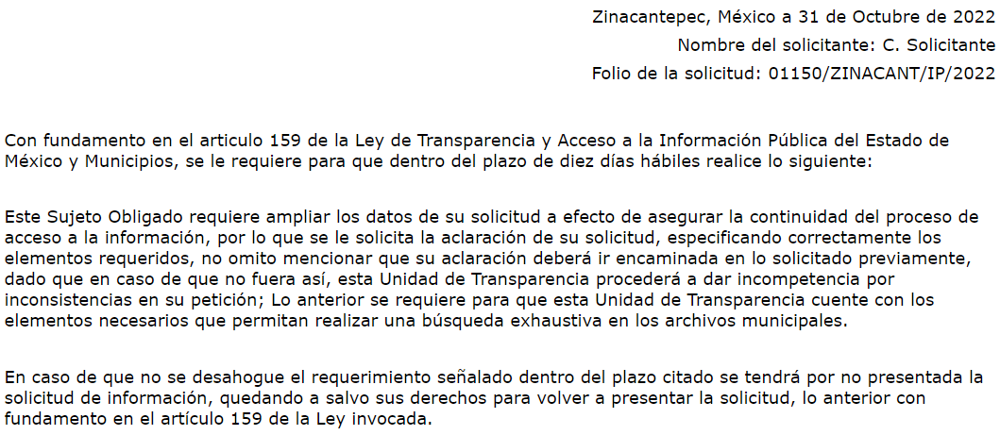 Zinacantepec, México a 31 de Octubre de 2022
Nombre del solicitante: C. Solicitante
Folio de la solicitud: 01150/ZINACANT/IP/2022
Con fundamento en el articulo 159 de la Ley de Transparencia y Acceso a la Información Pública del Estado de
México y Municipios, se le requiere para que dentro del plazo de diez días hábiles realice lo siguiente:
Este Sujeto Obligado requiere ampliar los datos de su solicitud a efecto de asegurar la continuidad del proceso de
acceso a la información, por lo que se le solicita la aclaración de su solicitud, especificando correctamente los
elementos requeridos, no omito mencionar que su aclaración deberá ir encaminada en lo solicitado previamente,
dado que en caso de que no fuera así, esta Unidad de Transparencia procederá a dar incompetencia por
inconsistencias en su petición; Lo anterior se requiere para que esta Unidad de Transparencia cuente con los
elementos necesarios que permitan realizar una búsqueda exhaustiva en los archivos municipales.
En caso de que no se desahogue el requerimiento señalado dentro del plazo citado se tendrá por no presentada la
solicitud de información, quedando a salvo sus derechos para volver a presentar la solicitud, lo anterior con
fundamento en el artículo 159 de la Ley invocada.